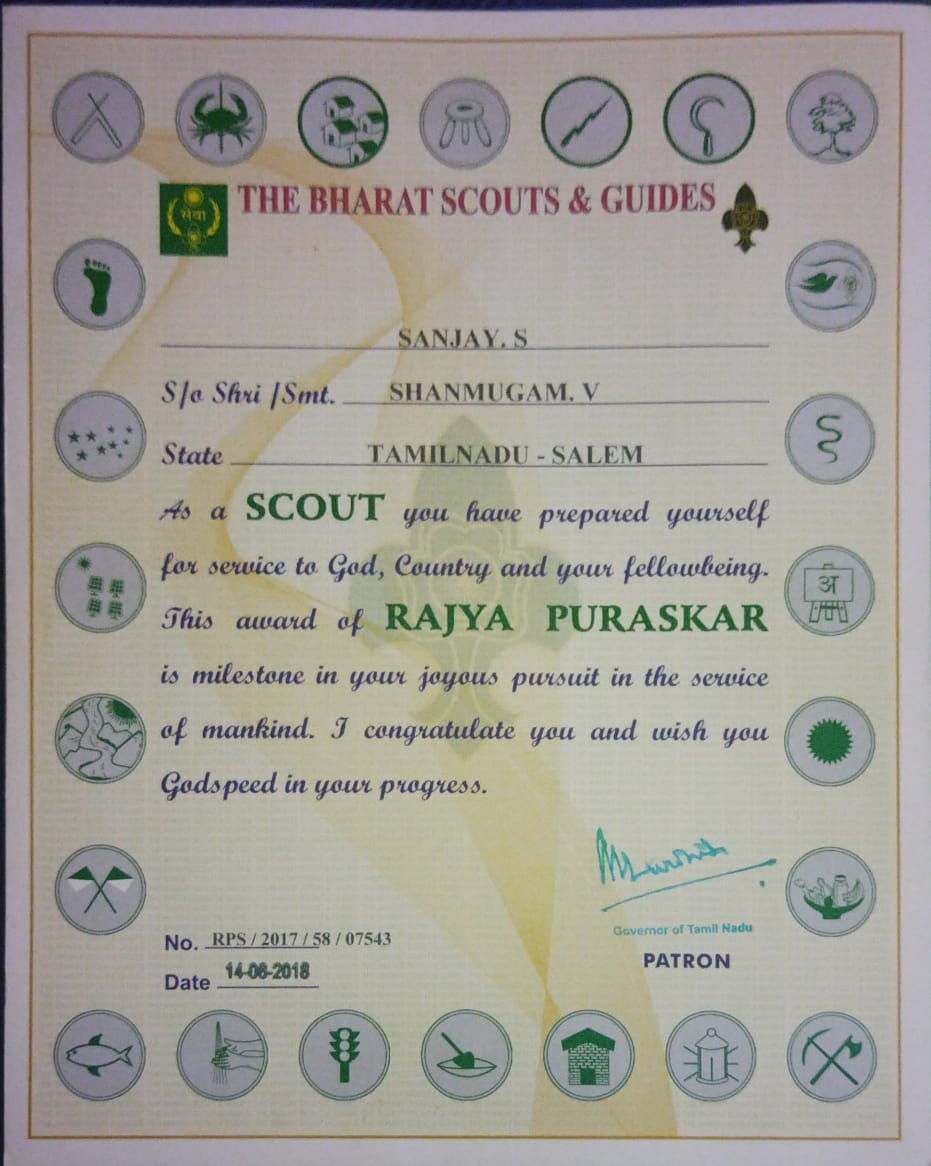 THE BHARAT SCOUTS & GUIDES
सेवा
SANJAY. S
S/o Shri /Smt. SHANMUGAM. V
State TAMILNADU - SALEM
As a SCOUT you have prepared yourself
for service to God, Country and your fellowbeing.
This award of RAJYA PURASKAR
is milestone in your joyous pursuit in the service
of mankind. I congratulate you and wish you
Godspeed in your progress.
अ
Governor of Tamil Nadu
PATRON
No. RPS / 2017 / 58 / 07543
Date 14-06-2018